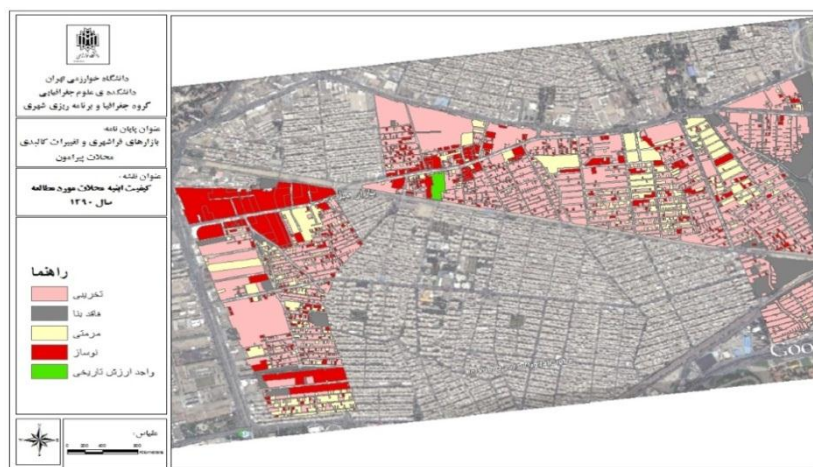 دانشگاه خوارزمی تهران
دانشکده ی علوم جغرافیایی
گروه جغرافیا و برنامه ریزی شهری
عنوان پایان نامه:
بازارهای فراشهری و تغییرات کالبدی
محلات پیرامون
عنوان نقشه:
کیفیت ابنیه محلات مورد مطالعه
سال ۱۳۹۰
راهنما
تخریبی
فاقد بنا
مرمتی
نوساز
واجد ارزش تاریخی
مقیاس:
Goo